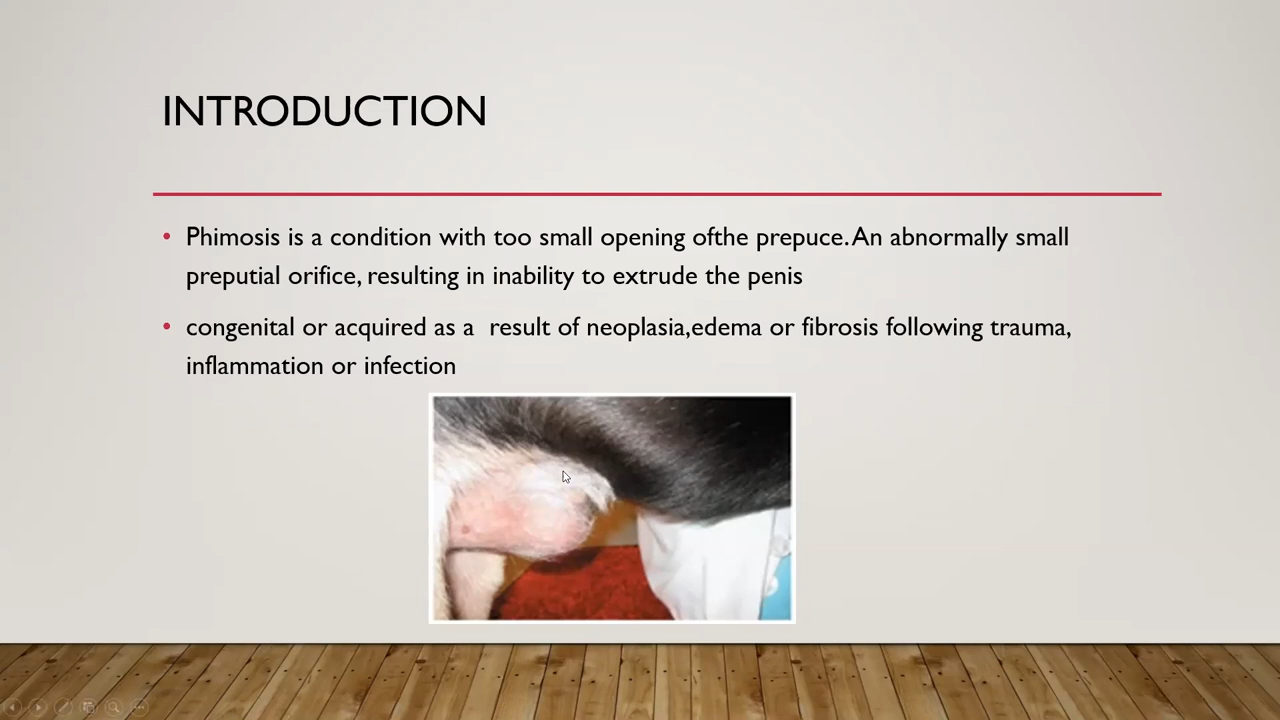 INTRODUCTION
• Phimosis is a condition with too small opening ofthe prepuce. An abnormally small
preputial orifice, resulting in inability to extrude the penis
• congenital or acquired as a  result of neoplasia,edema or fibrosis following trauma,
inflammation or infection